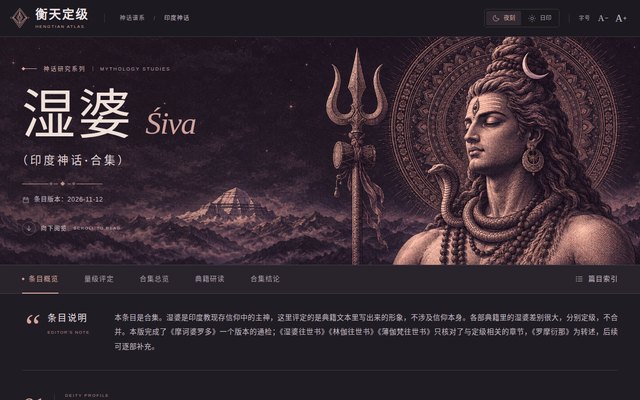 衡天定级
HENGTIAN ATLAS
神话谱系 / 印度神话
夜刻 日印 字号 A− A+
神话研究系列 | MYTHOLOGY STUDIES
湿婆 Śiva
（印度神话·合集）
条目版本：2026-11-12
向下阅览 SCROLL TO READ
条目概览 量级评定 合集总览 典籍研读 合集结论 篇目索引
“ 条目说明
EDITOR'S NOTE
本条目是合集。湿婆是印度教现存信仰中的主神，这里评定的是典籍文本里写出来的形象，不涉及信仰本身。各部典籍里的湿婆差别很大，分别定级，不合
并。本版完成了《摩诃婆罗多》一个版本的通检；《湿婆往世书》《林伽往世书》《薄伽梵往世书》只核对了与定级相关的章节，《罗摩衍那》为转述，后续
可逐部补充。
DEITY PROFILE